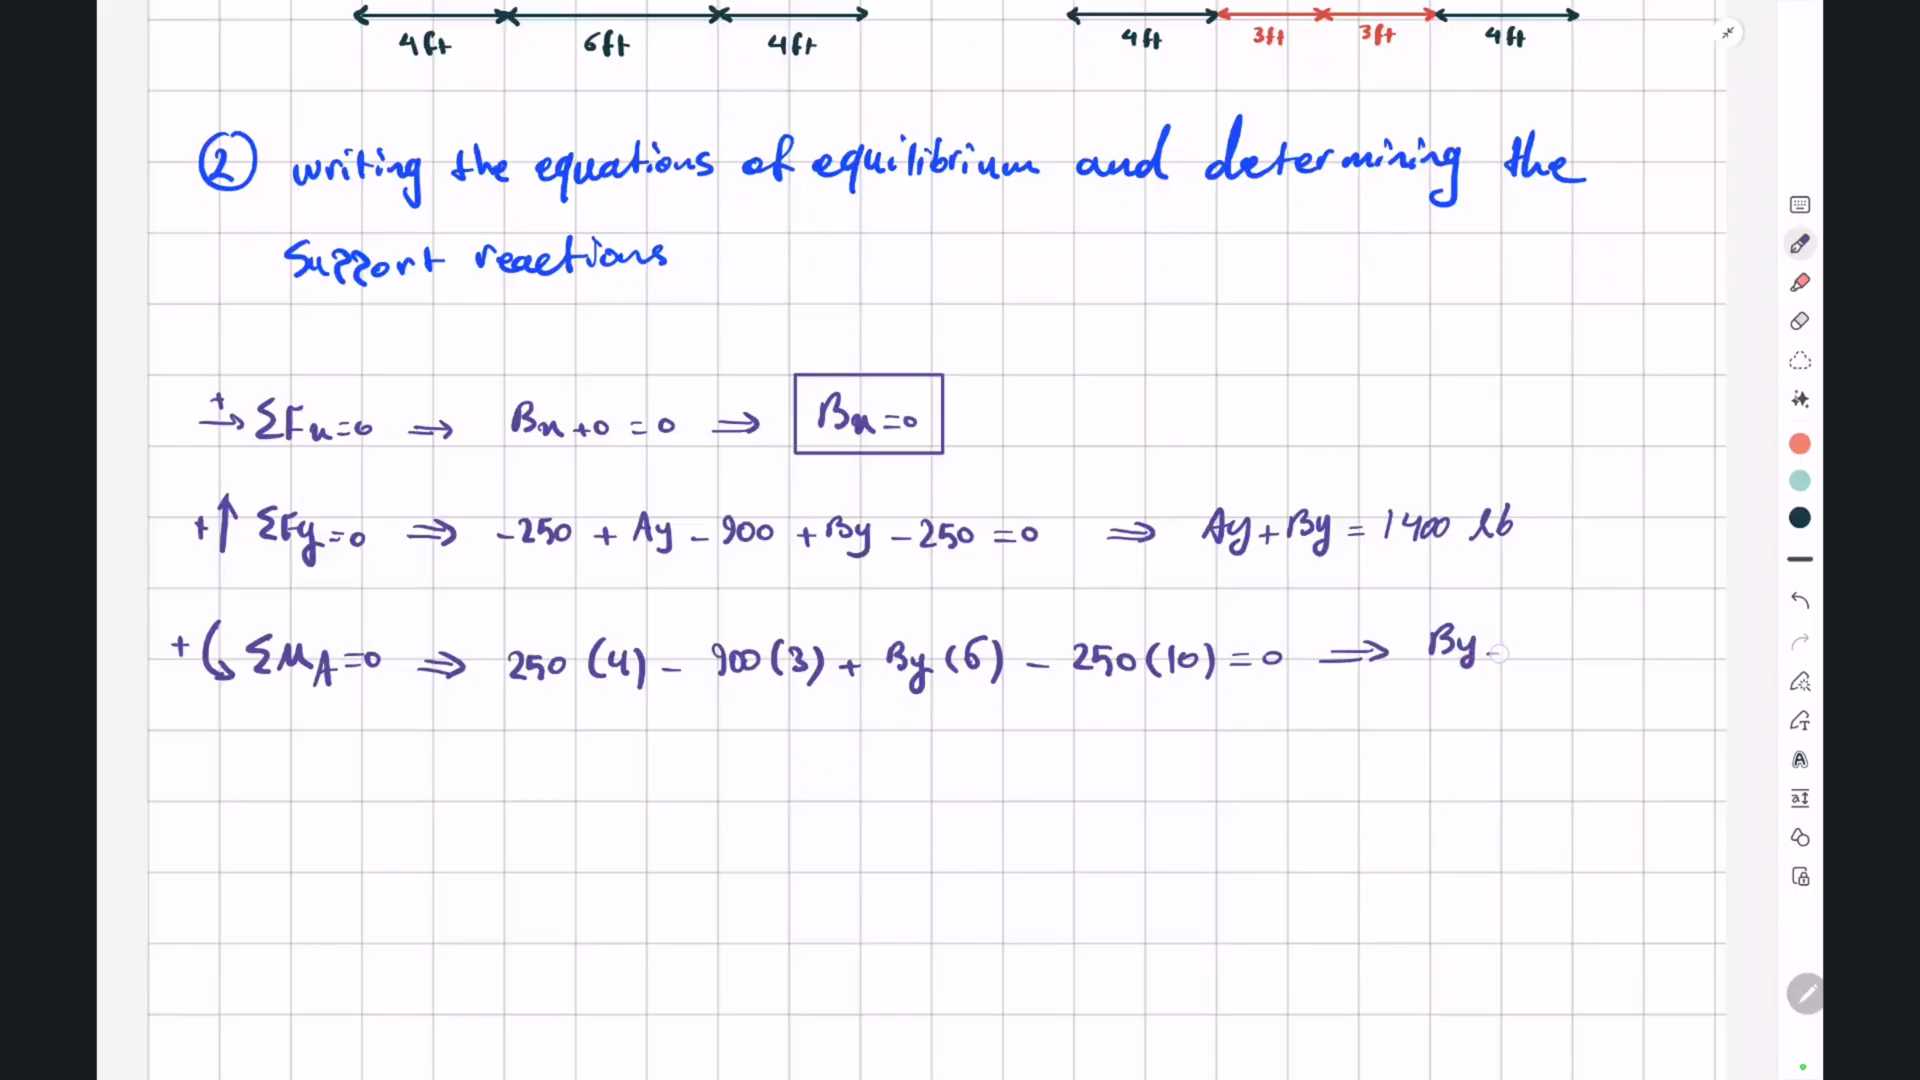 4ft 6ft 4ft 4ft 3ft 3ft 4ft
② writing the equations of equilibrium and determining the
support reactions
+→ ΣFx=0 ⇒ Bx+0=0 ⇒ Bx=0
+↑ ΣFy=0 ⇒ -250 + Ay - 900 + By - 250 = 0 ⇒ Ay + By = 1400 lb
+ ΣMA=0 ⇒ 250 (4) - 900 (3) + By (6) - 250 (10) = 0 ⇒ By -